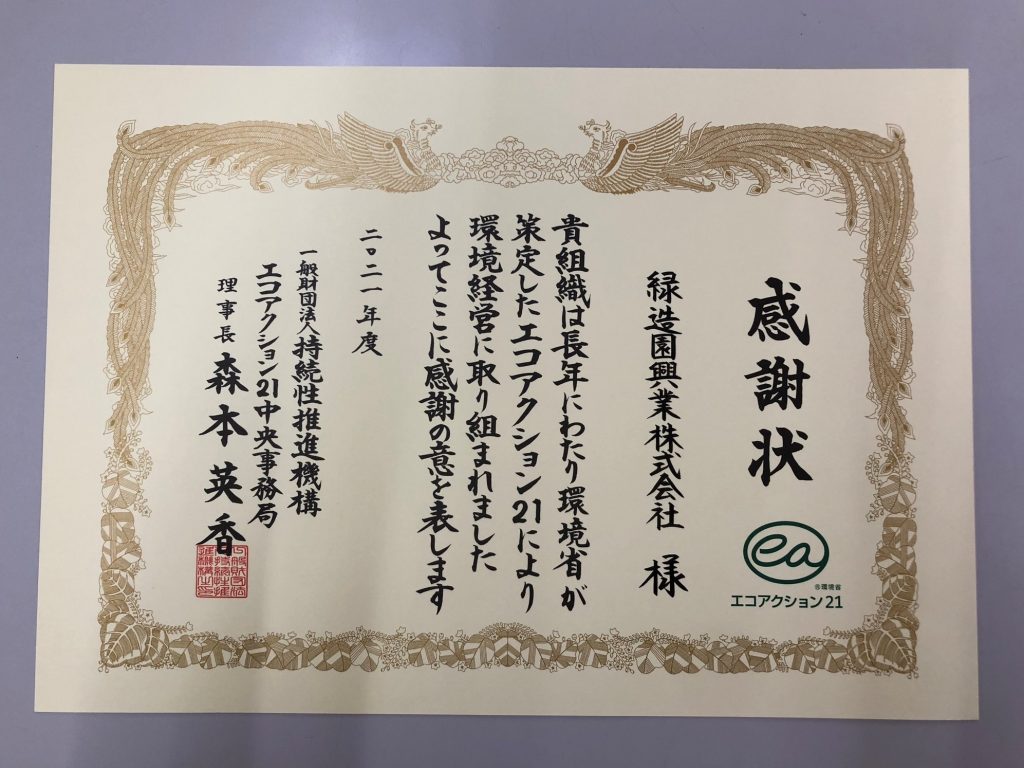 感謝状
ea
®環境省
エコアクション21
緑造園興業株式会社 様
貴組織は長年にわたり環境省が
策定したエコアクション21により
環境経営に取り組まれました
よってここに感謝の意を表します
二〇二一年度
一般財団法人持続性推進機構
エコアクション21中央事務局
理事長 森本英香